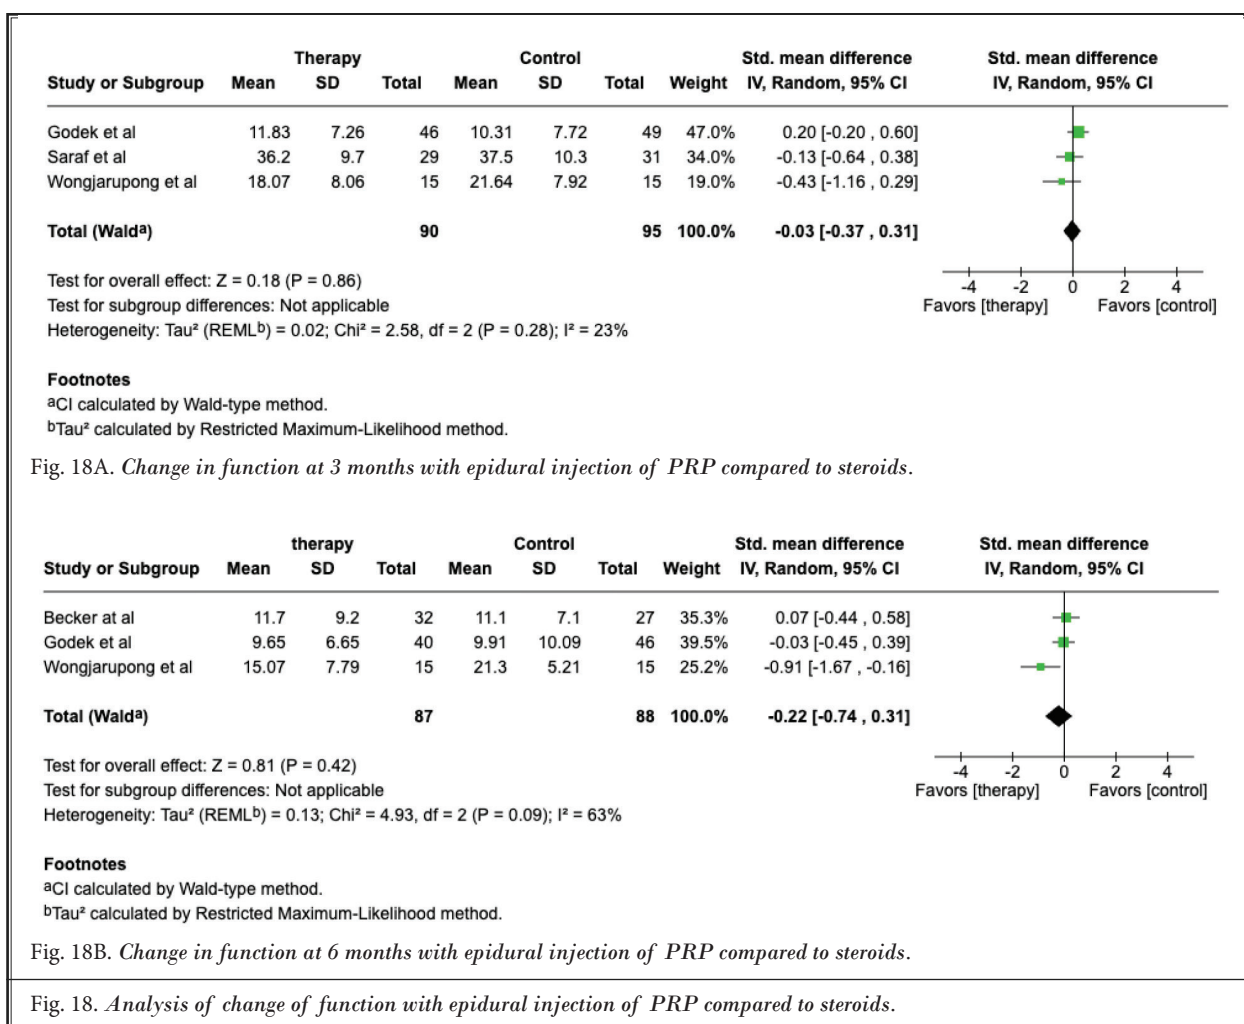 Therapy Control Std. mean difference Std. mean difference
Study or Subgroup Mean SD Total Mean SD Total Weight IV, Random, 95% CI IV, Random, 95% CI
Godek et al 11.83 7.26 46 10.31 7.72 49 47.0% 0.20 [-0.20 , 0.60]
Saraf et al 36.2 9.7 29 37.5 10.3 31 34.0% -0.13 [-0.64 , 0.38]
Wongjarupong et al 18.07 8.06 15 21.64 7.92 15 19.0% -0.43 [-1.16 , 0.29]
Total (Waldᵃ) 90 95 100.0% -0.03 [-0.37 , 0.31]
Test for overall effect: Z = 0.18 (P = 0.86)
Test for subgroup differences: Not applicable
Heterogeneity: Tau² (REMLᵇ) = 0.02; Chi² = 2.58, df = 2 (P = 0.28); I² = 23%
-4 -2 0 2 4
Favors [therapy] Favors [control]
Footnotes
ᵃCI calculated by Wald-type method.
ᵇTau² calculated by Restricted Maximum-Likelihood method.
Fig. 18A. Change in function at 3 months with epidural injection of PRP compared to steroids.
therapy Control Std. mean difference Std. mean difference
Study or Subgroup Mean SD Total Mean SD Total Weight IV, Random, 95% CI IV, Random, 95% CI
Becker at al 11.7 9.2 32 11.1 7.1 27 35.3% 0.07 [-0.44 , 0.58]
Godek et al 9.65 6.65 40 9.91 10.09 46 39.5% -0.03 [-0.45 , 0.39]
Wongjarupong et al 15.07 7.79 15 21.3 5.21 15 25.2% -0.91 [-1.67 , -0.16]
Total (Waldᵃ) 87 88 100.0% -0.22 [-0.74 , 0.31]
Test for overall effect: Z = 0.81 (P = 0.42)
Test for subgroup differences: Not applicable
Heterogeneity: Tau² (REMLᵇ) = 0.13; Chi² = 4.93, df = 2 (P = 0.09); I² = 63%
-4 -2 0 2 4
Favors [therapy] Favors [control]
Footnotes
ᵃCI calculated by Wald-type method.
ᵇTau² calculated by Restricted Maximum-Likelihood method.
Fig. 18B. Change in function at 6 months with epidural injection of PRP compared to steroids.
Fig. 18. Analysis of change of function with epidural injection of PRP compared to steroids.